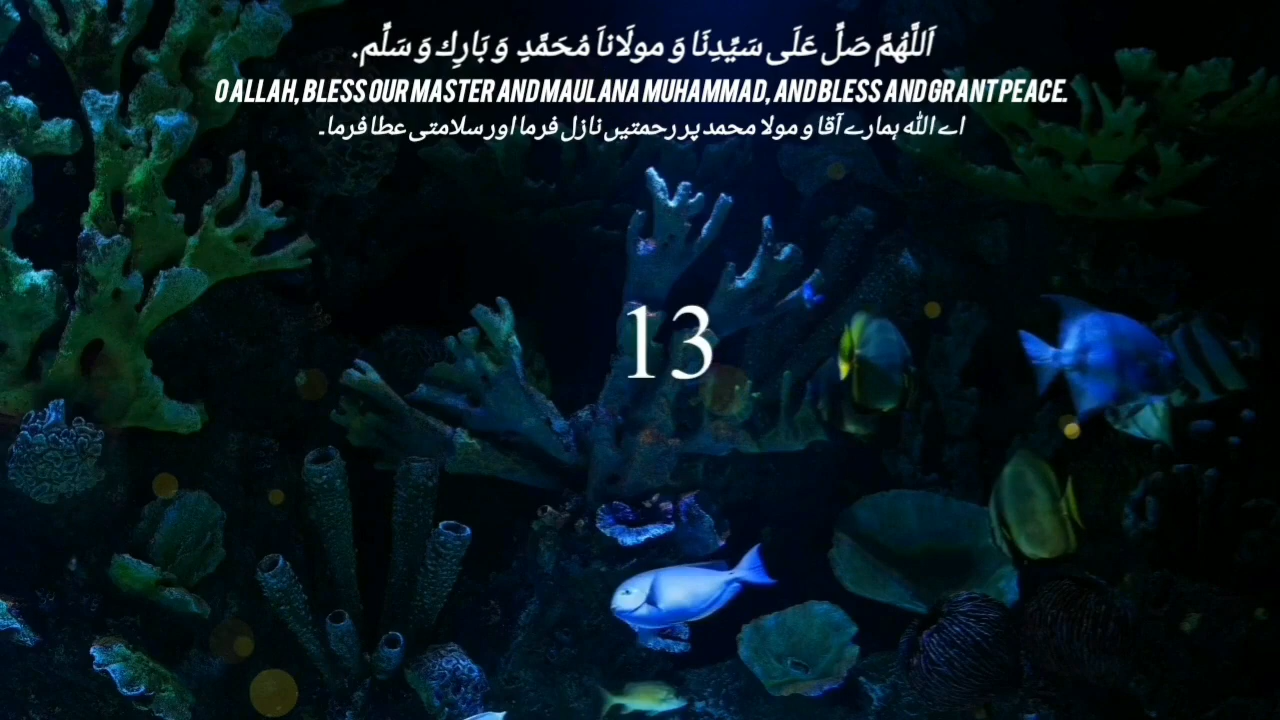 اَللَّهُمَّ صَلِّ عَلَى سَيِّدِنَا وَ مولَاناَ مُحَمَّدٍ وَ بَارِك وَ سَلِّم.
O ALLAH, BLESS OUR MASTER AND MAULANA MUHAMMAD, AND BLESS AND GRANT PEACE.
اے اللہ ہمارے آقا و مولا محمد پر رحمتیں نازل فرما اور سلامتی عطا فرما۔
13